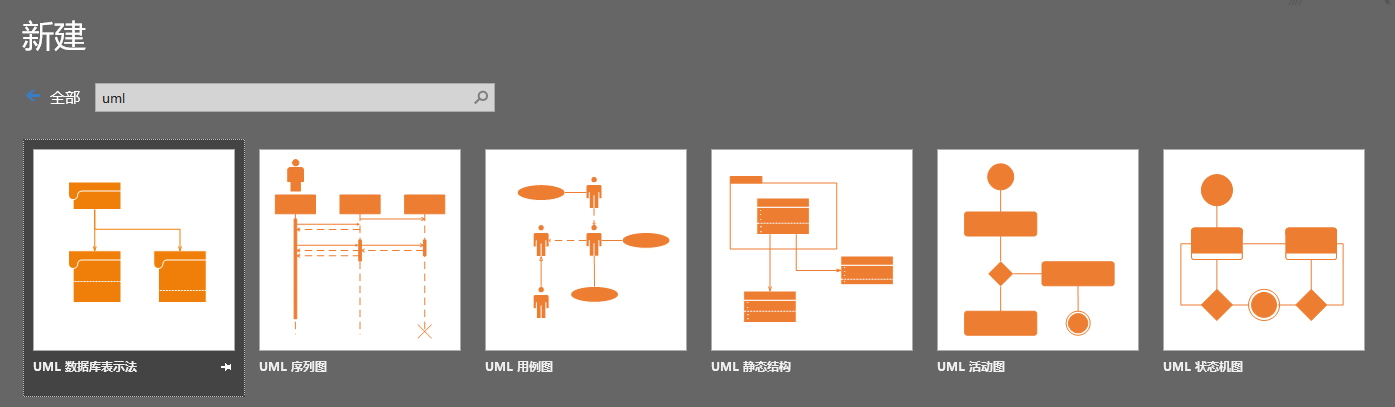 新建
全部
uml
UML 数据库表示法
UML 序列图
UML 用例图
UML 静态结构
UML 活动图
UML 状态机图